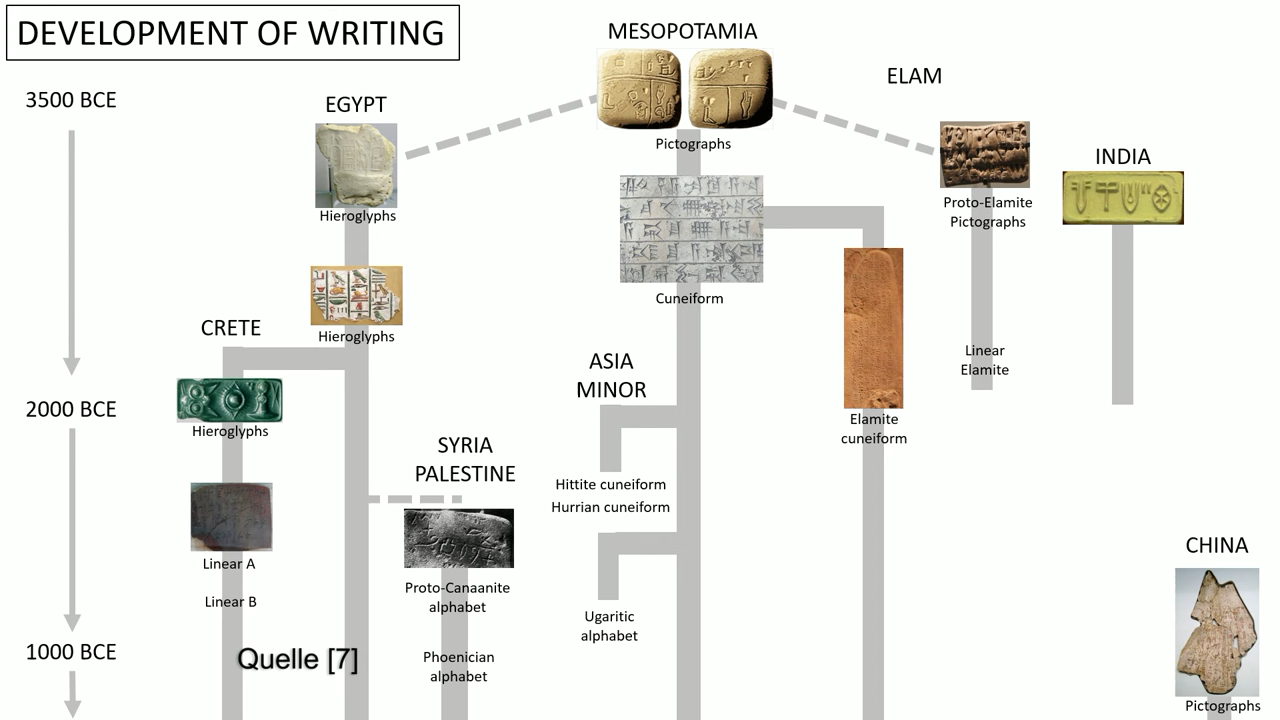 DEVELOPMENT OF WRITING
MESOPOTAMIA
ELAM
3500 BCE
EGYPT
Pictographs
INDIA
Proto-Elamite
Pictographs
Hieroglyphs
Cuneiform
CRETE
Hieroglyphs
ASIA
MINOR
Linear
Elamite
2000 BCE
Hieroglyphs
Elamite
cuneiform
SYRIA
PALESTINE
Hittite cuneiform
Hurrian cuneiform
CHINA
Linear A
Proto-Canaanite
alphabet
Linear B
Ugaritic
alphabet
1000 BCE
Quelle [7]
Phoenician
alphabet
Pictographs